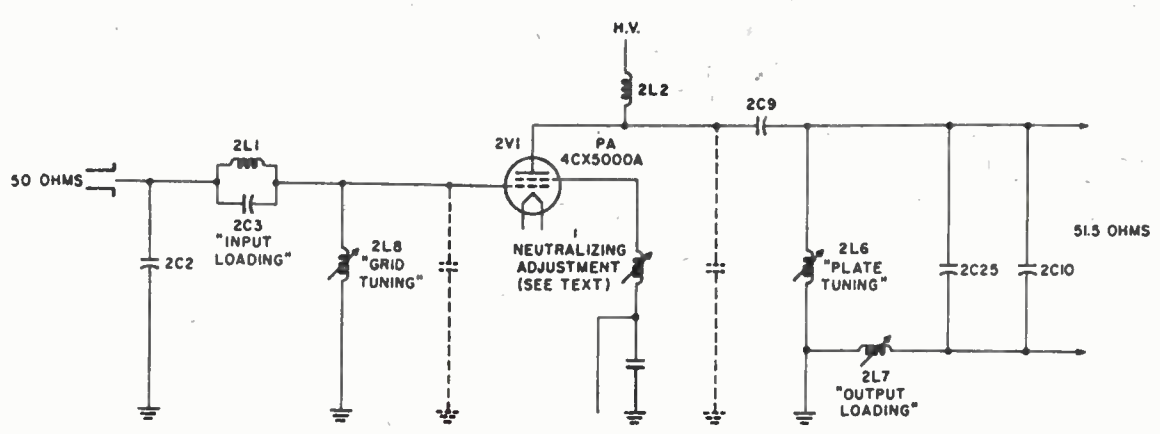 H.V.
2L2
2C9
2V1
PA
4CX5000A
2L1
50 OHMS
2C3
"INPUT
LOADING"
2C2
2L8
"GRID
TUNING"
NEUTRALIZING
ADJUSTMENT
(SEE TEXT)
2L6
"PLATE
TUNING"
2C25
2C10
51.5 OHMS
2L7
"OUTPUT
LOADING"